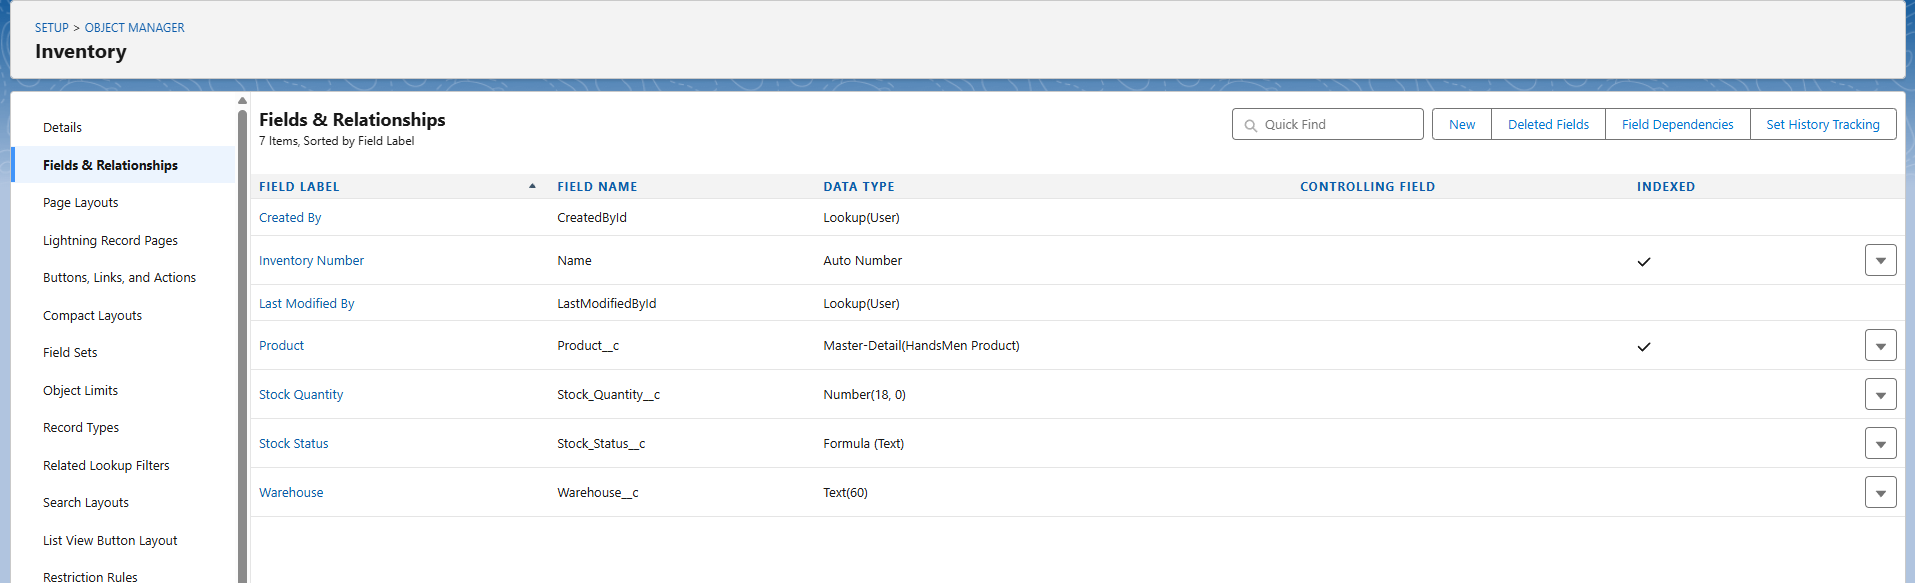 SETUP > OBJECT MANAGER
Inventory
Details
Fields & Relationships
Page Layouts
Lightning Record Pages
Buttons, Links, and Actions
Compact Layouts
Field Sets
Object Limits
Record Types
Related Lookup Filters
Search Layouts
List View Button Layout
Restriction Rules
Fields & Relationships
7 Items, Sorted by Field Label
Quick Find New Deleted Fields Field Dependencies Set History Tracking
FIELD LABEL FIELD NAME DATA TYPE CONTROLLING FIELD INDEXED
Created By CreatedById Lookup(User)
Inventory Number Name Auto Number
Last Modified By LastModifiedById Lookup(User)
Product Product__c Master-Detail(HandsMen Product)
Stock Quantity Stock_Quantity__c Number(18, 0)
Stock Status Stock_Status__c Formula (Text)
Warehouse Warehouse__c Text(60)